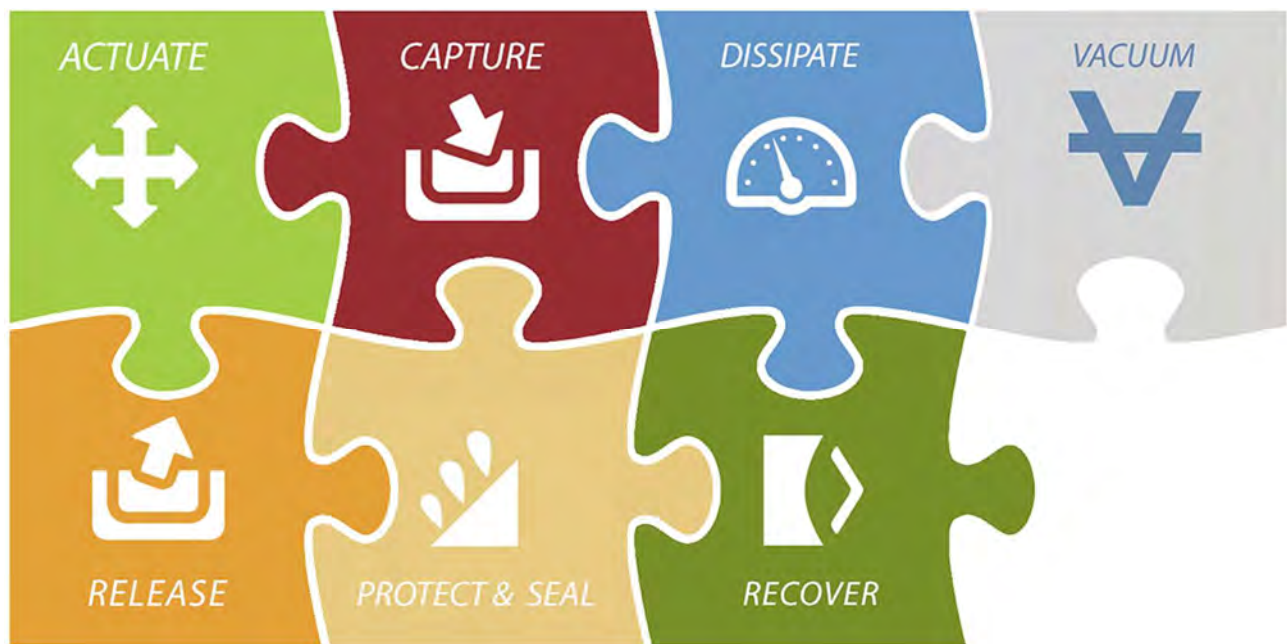 ACTUATE
CAPTURE
DISSIPATE
VACUUM
RELEASE
PROTECT & SEAL
RECOVER